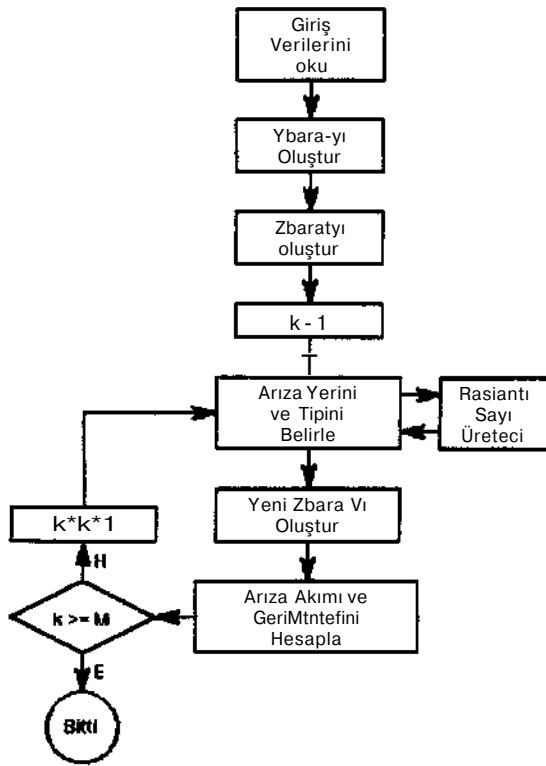 Giriş
Verilerini
oku
Ybara-yı
Oluştur
Zbaratyı
oluştur
k - 1
Arıza Yerini
ve Tipini
Belirle
Rasiantı
Sayı
Üreteci
Yeni Zbara Vı
Oluştur
k*k*1
H
Arıza Akımı ve
GeriMtntefini
Hesapla
k >= M
E
Bitti